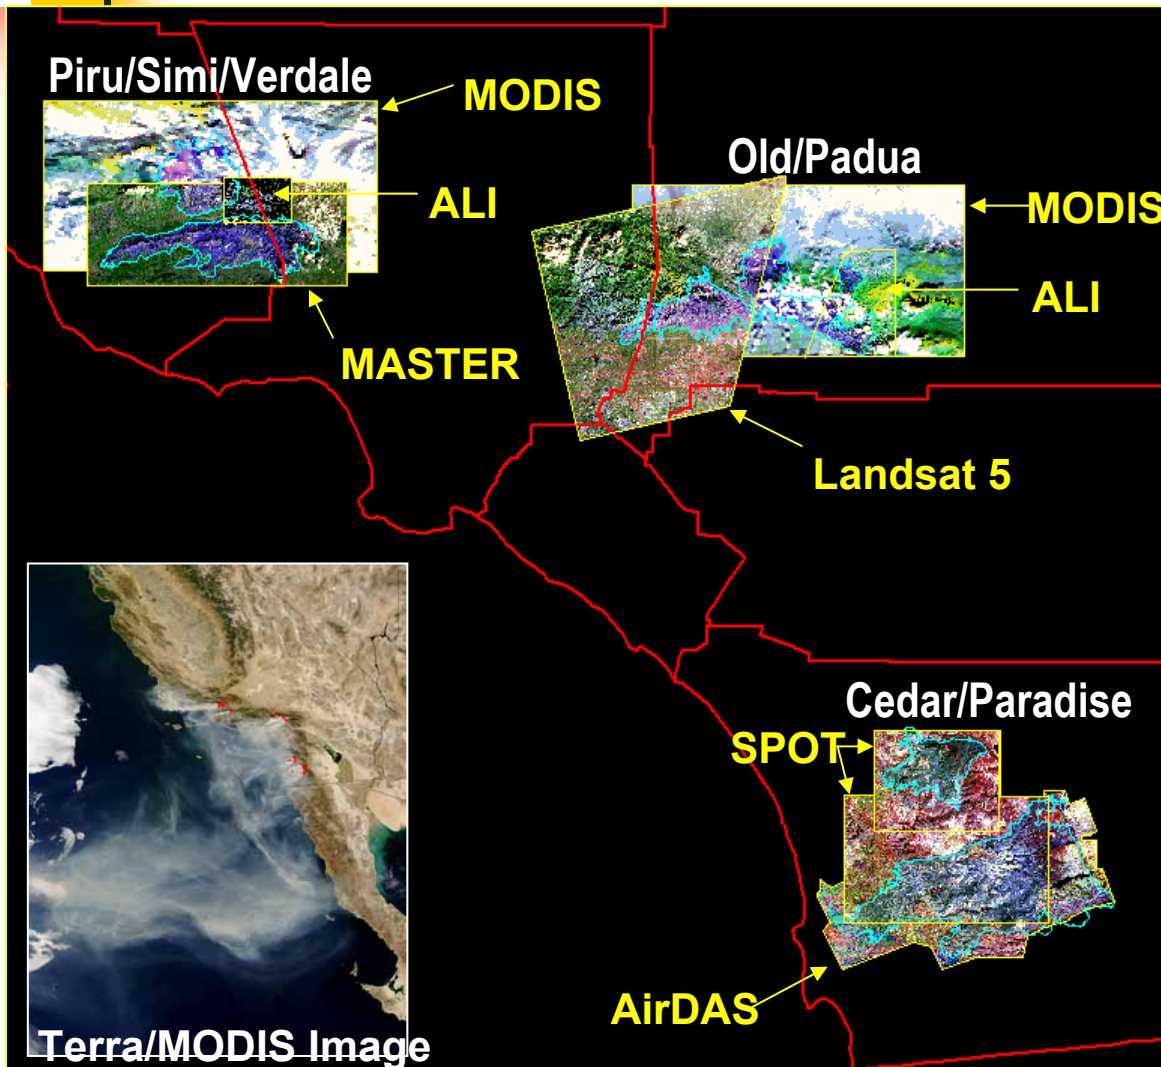 Piru/Simi/Verdale
MODIS
ALI
MASTER
Old/Padua
MODIS
ALI
Landsat 5
Cedar/Paradise
SPOT
AirDAS
Terra/MODIS Image